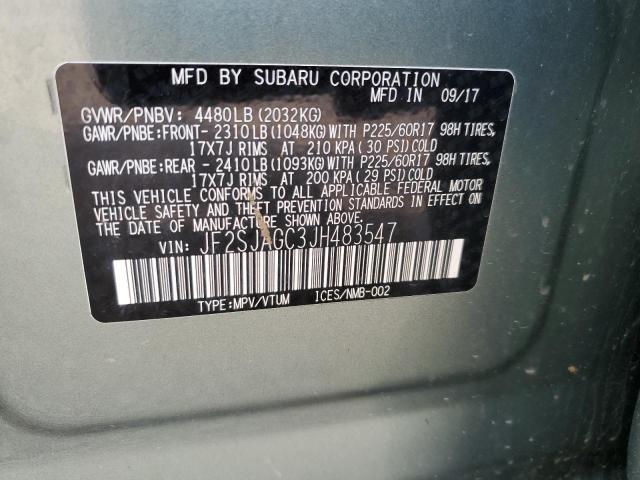 MFD BY SUBARU CORPORATION
MFD IN 09/17
GVWR/PNBV: 4480LB (2032KG)
GAWR/PNBE:FRONT- 2310LB (1048KG) WITH P225/60R17 98H TIRES,
17X7J RIMS AT 210 KPA (30 PSI) COLD
GAWR/PNBE:REAR - 2410LB (1093KG) WITH P225/60R17 98H TIRES,
17X7J RIMS AT 200 KPA (29 PSI) COLD
THIS VEHICLE CONFORMS TO ALL APPLICABLE FEDERAL MOTOR
VEHICLE SAFETY AND THEFT PREVENTION STANDARDS IN EFFECT ON
THE DATE OF MANUFACTURE SHOWN ABOVE.
VIN: JF2SJAGC3JH483547
TYPE:MPV/VTUM ICES/NMB-002